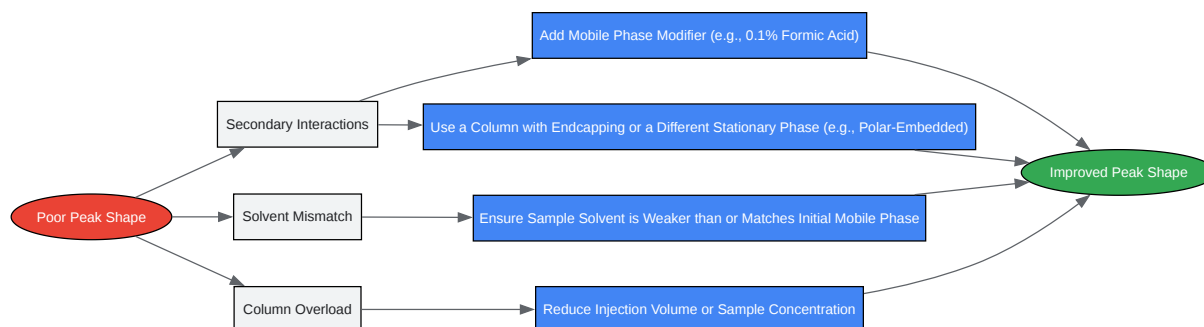 Poor Peak Shape
Secondary Interactions
Solvent Mismatch
Column Overload
Add Mobile Phase Modifier (e.g., 0.1% Formic Acid)
Use a Column with Endcapping or a Different Stationary Phase (e.g., Polar-Embedded)
Ensure Sample Solvent is Weaker than or Matches Initial Mobile Phase
Reduce Injection Volume or Sample Concentration
Improved Peak Shape